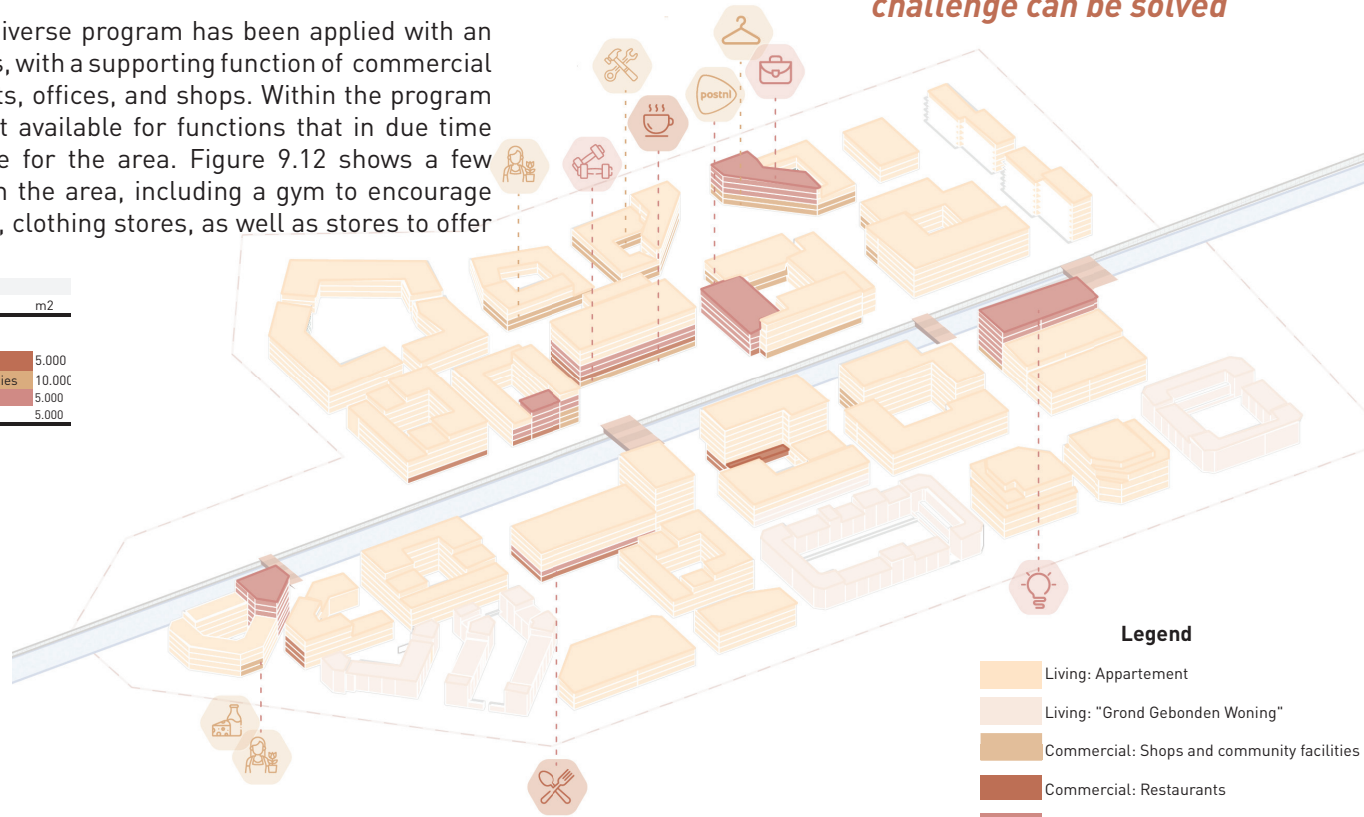 challenge can be solved
iverse program has been applied with an
s, with a supporting function of commercial
ts, offices, and shops. Within the program
t available for functions that in due time
e for the area. Figure 9.12 shows a few
n the area, including a gym to encourage
, clothing stores, as well as stores to offer
m2
5.000
ies 10.000
5.000
5.000
postnl
Legend
Living: Appartement
Living: "Grond Gebonden Woning"
Commercial: Shops and community facilities
Commercial: Restaurants